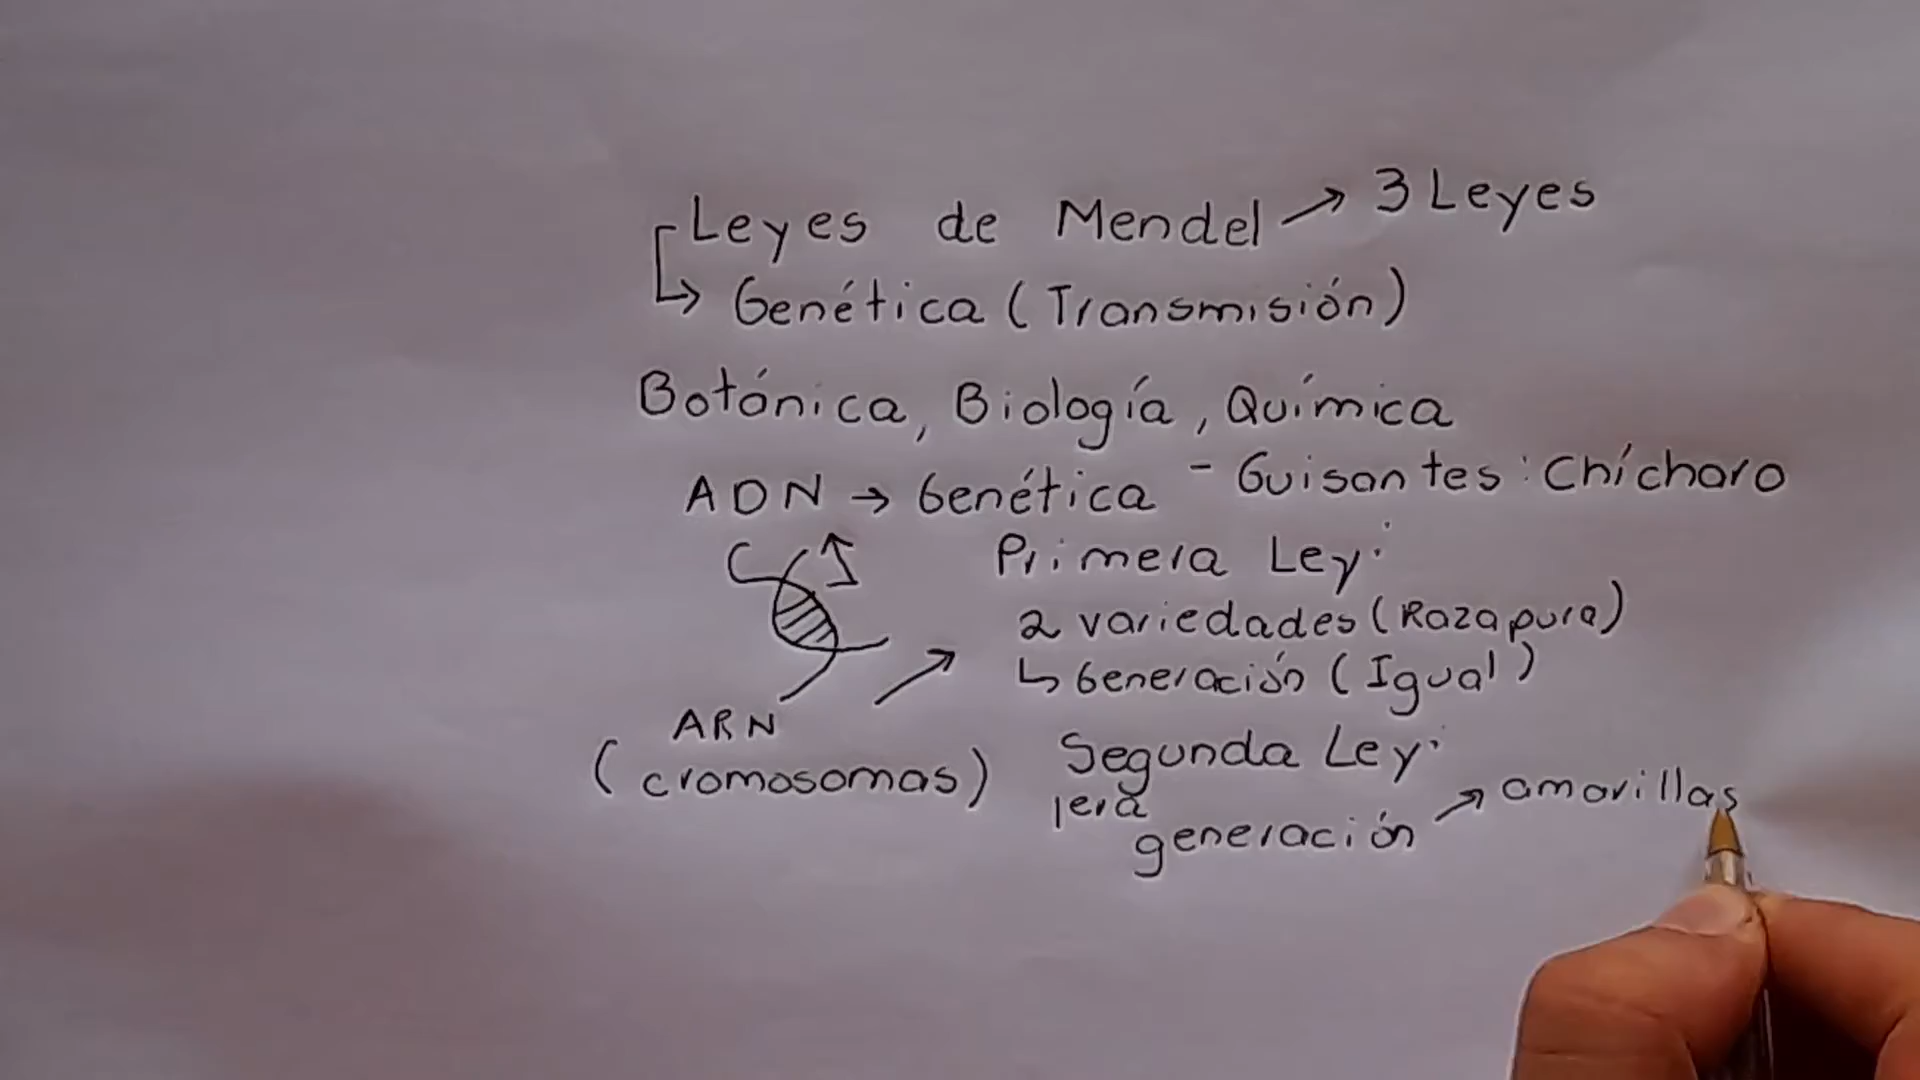 Leyes de Mendel → 3 Leyes
↳ Genética (Transmisión)
Botánica, Biología, Química
ADN → Genética - Guisantes: Chícharo
Primera Ley:
2 variedades (Raza pura)
↳ Generación (Igual)
ARN
(cromosomas)
Segunda Ley:
1era
generación → amarillas